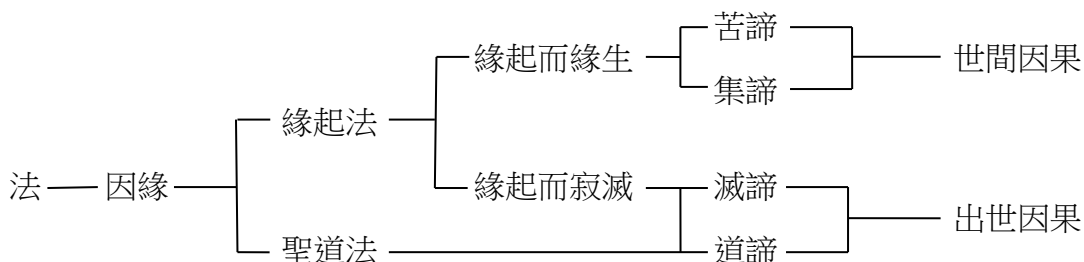 苦諦
緣起而緣生
世間因果
集諦
緣起法
法
因緣
緣起而寂滅
滅諦
出世因果
聖道法
道諦